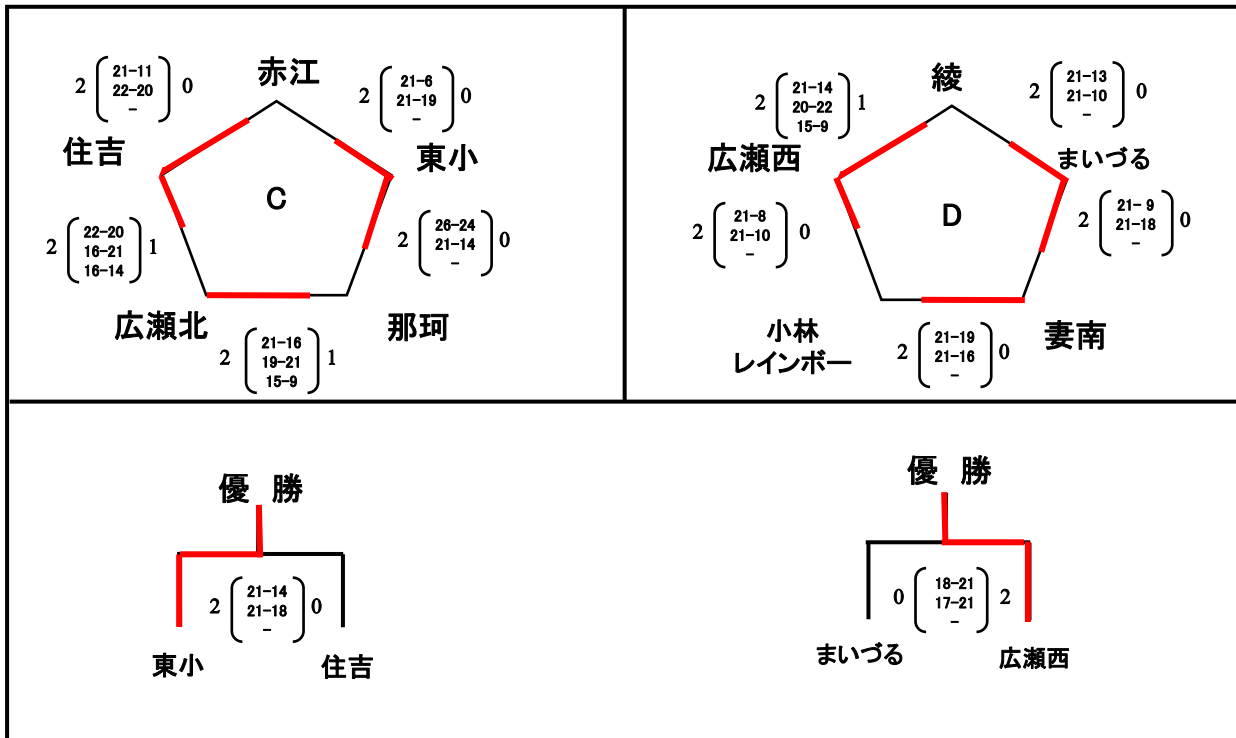 赤江
2 21-11 0
22-20
-
2 21-6 0
21-19
-
住吉
東小
C
2 22-20 1
16-21
16-14
2 26-24 0
21-14
-
広瀬北
那珂
2 21-16 1
19-21
15-9
綾
2 21-14 1
20-22
15-9
2 21-13 0
21-10
-
広瀬西
まいづる
D
2 21-8 0
21-10
-
2 21- 9 0
21-18
-
小林
レインボー
妻南
2 21-19 0
21-16
-
優 勝
2 21-14 0
21-18
-
東小
住吉
優 勝
0 18-21 2
17-21
-
まいづる
広瀬西